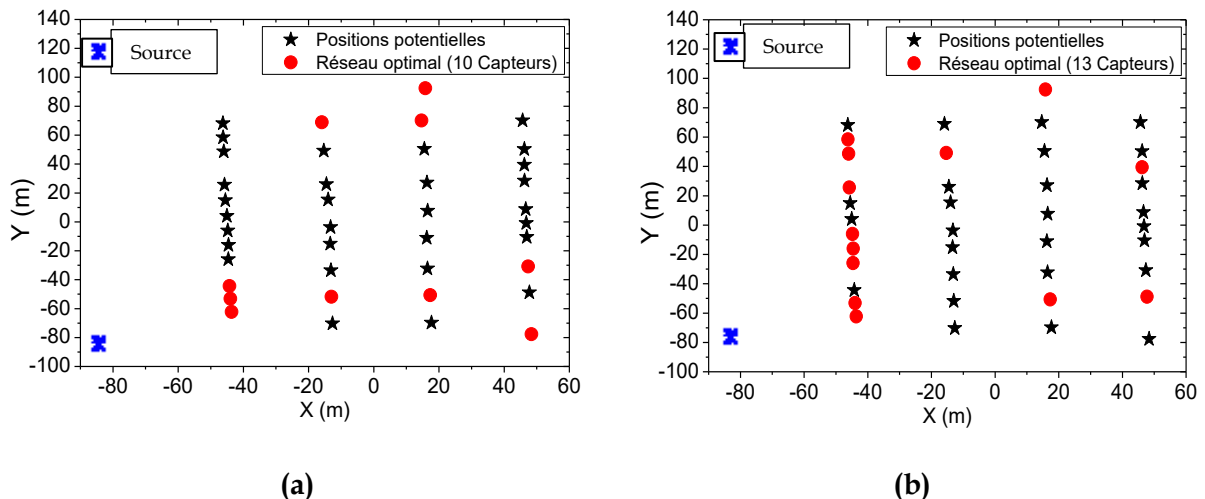 140
120
100
80
60
40
20
0
-20
-40
-60
-80
-100
Y (m)
-80 -60 -40 -20 0 20 40 60
X (m)
Source
Positions potentielles
Réseau optimal (10 Capteurs)
(a)
140
120
100
80
60
40
20
0
-20
-40
-60
-80
-100
Y (m)
-80 -60 -40 -20 0 20 40 60
X (m)
Source
Positions potentielles
Réseau optimal (13 Capteurs)
(b)